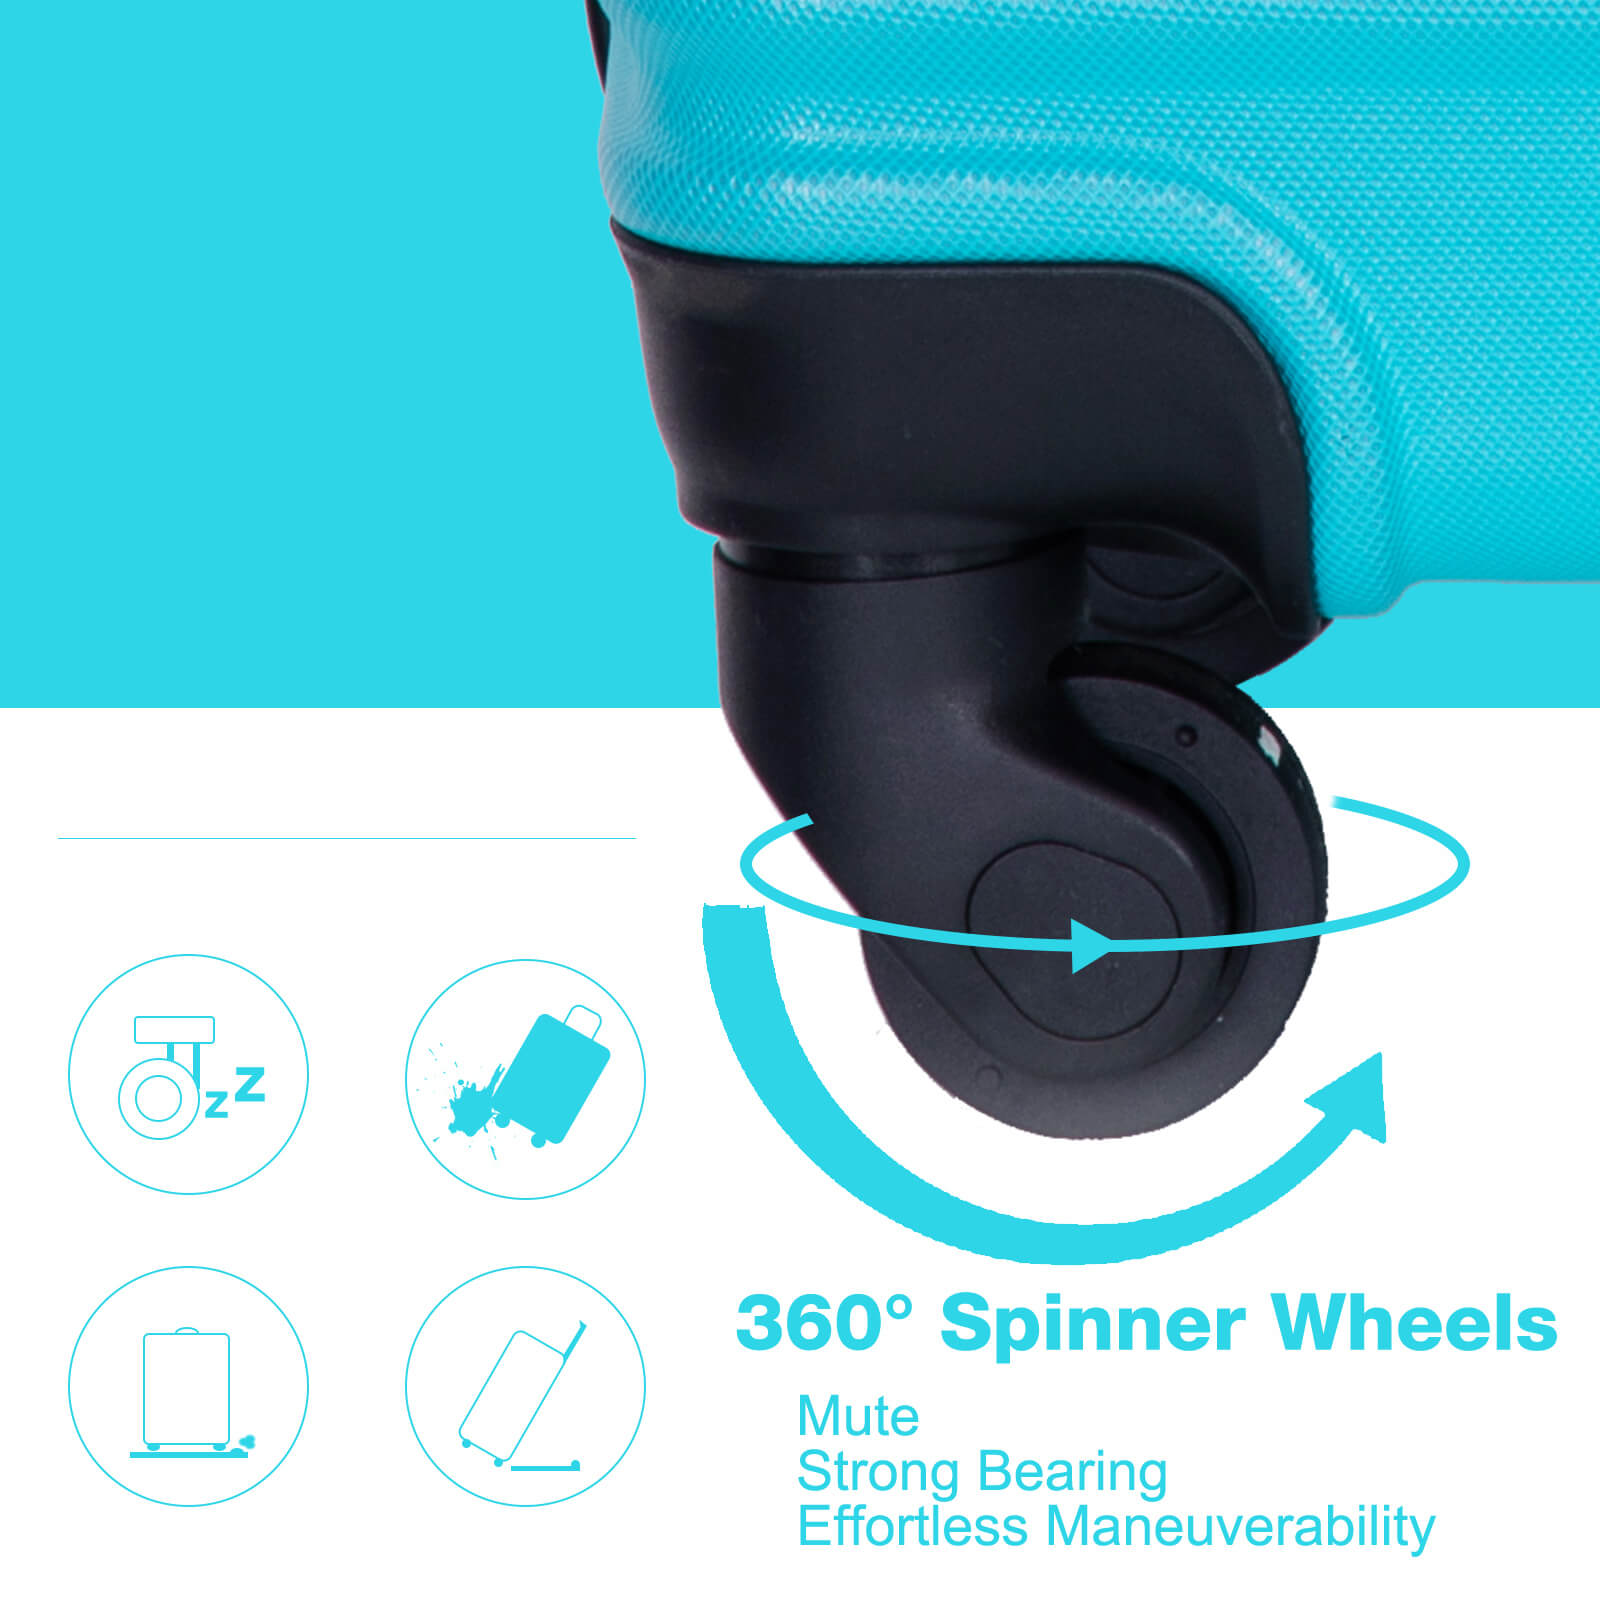 z Z
360° Spinner Wheels
Mute
Strong Bearing
Effortless Maneuverability